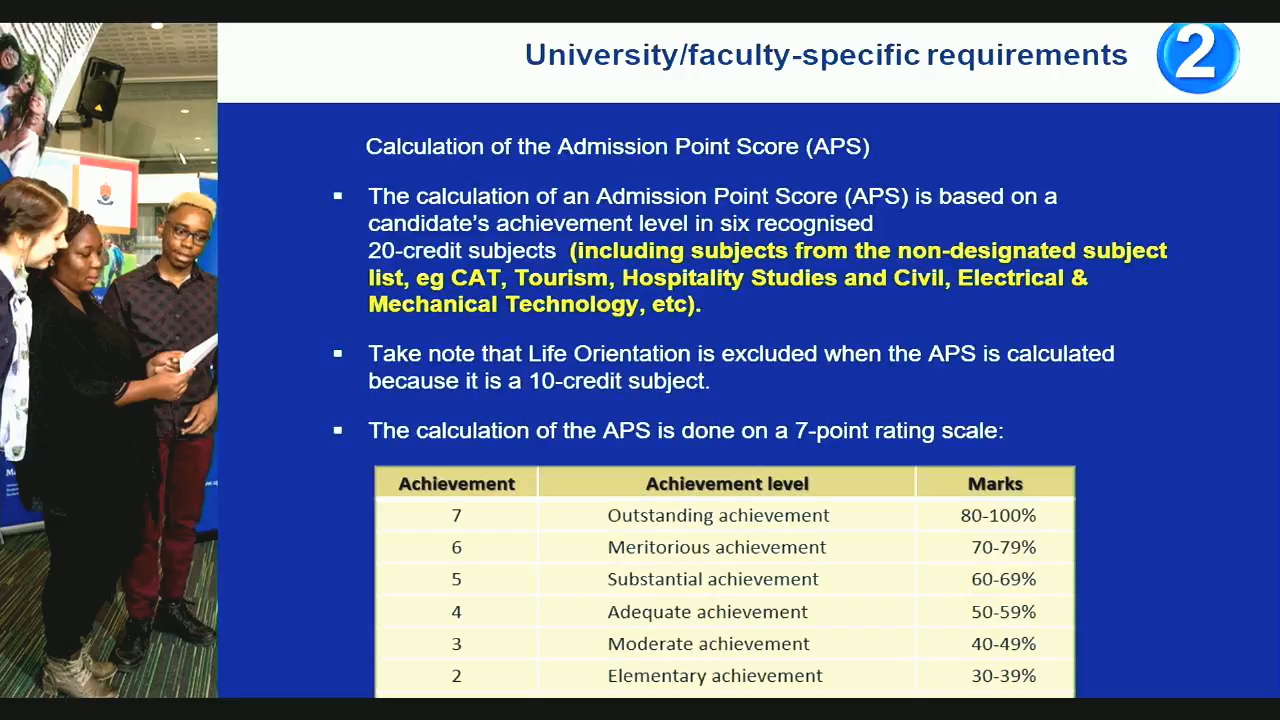 University/faculty-specific requirements
2
Calculation of the Admission Point Score (APS)
▪ The calculation of an Admission Point Score (APS) is based on a
candidate's achievement level in six recognised
20-credit subjects (including subjects from the non-designated subject
list, eg CAT, Tourism, Hospitality Studies and Civil, Electrical &
Mechanical Technology, etc).
▪ Take note that Life Orientation is excluded when the APS is calculated
because it is a 10-credit subject.
▪ The calculation of the APS is done on a 7-point rating scale:
Achievement Achievement level Marks
7 Outstanding achievement 80-100%
6 Meritorious achievement 70-79%
5 Substantial achievement 60-69%
4 Adequate achievement 50-59%
3 Moderate achievement 40-49%
2 Elementary achievement 30-39%